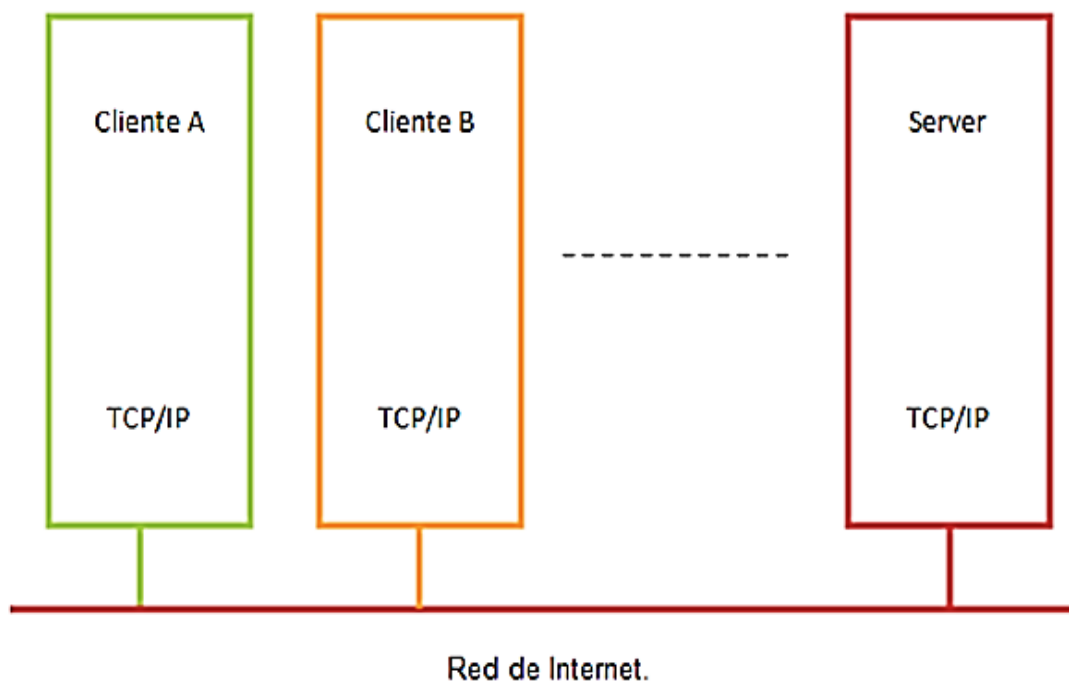 Cliente A
Cliente B
Server
TCP/IP
TCP/IP
TCP/IP
Red de Internet.